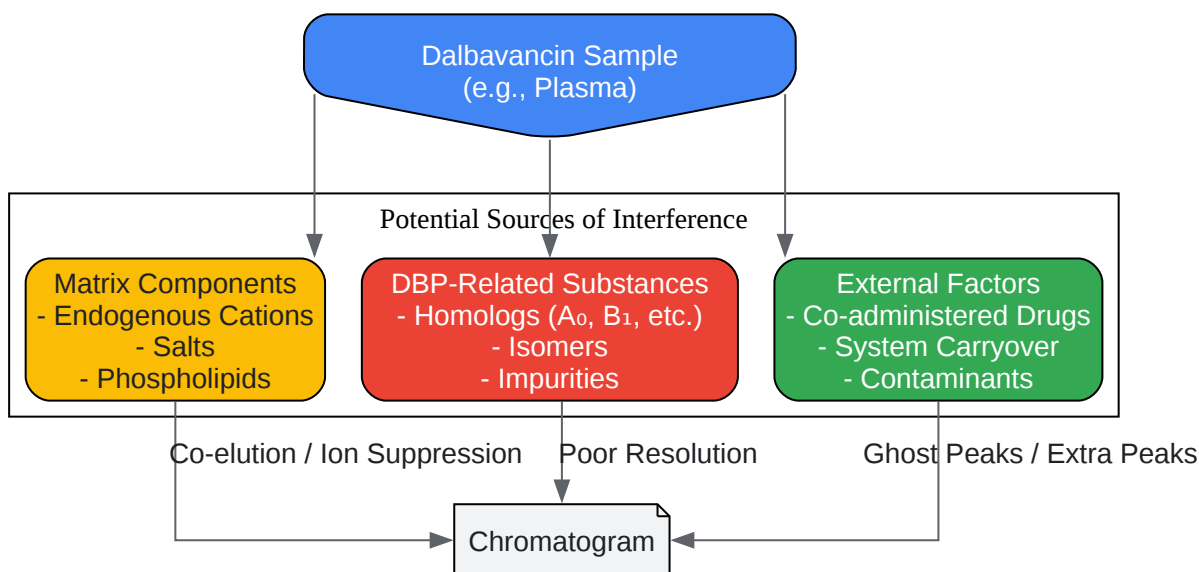 Dalbavancin Sample
(e.g., Plasma)
Potential Sources of Interference
Matrix Components
- Endogenous Cations
- Salts
- Phospholipids
DBP-Related Substances
- Homologs (A₀, B₁, etc.)
- Isomers
- Impurities
External Factors
- Co-administered Drugs
- System Carryover
- Contaminants
Co-elution / Ion Suppression
Poor Resolution
Ghost Peaks / Extra Peaks
Chromatogram